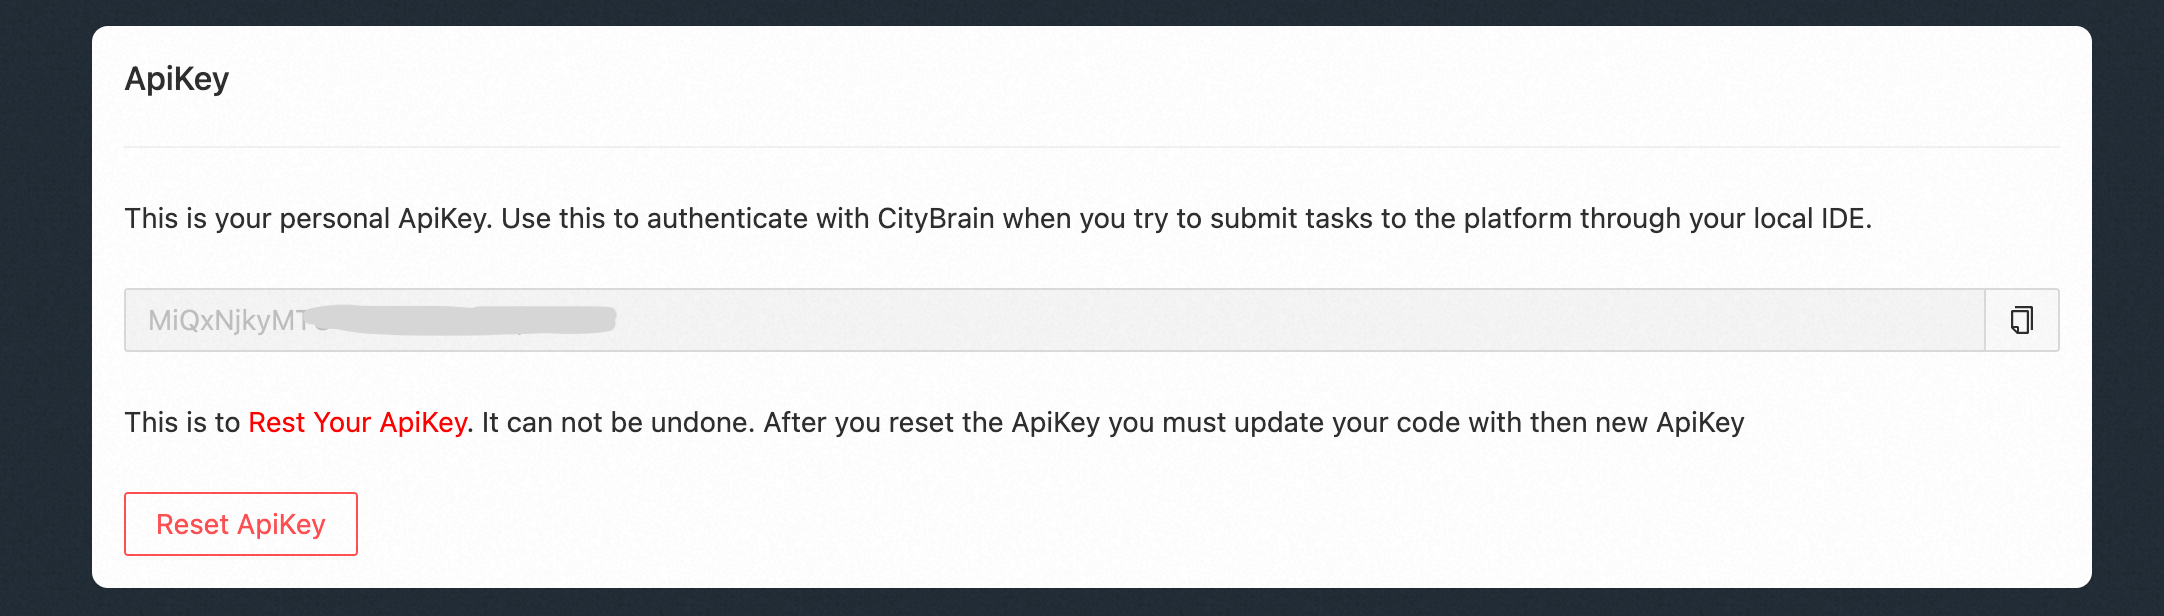 ApiKey
This is your personal ApiKey. Use this to authenticate with CityBrain when you try to submit tasks to the platform through your local IDE.
MiQxNjkyMT
This is to Rest Your ApiKey. It can not be undone. After you reset the ApiKey you must update your code with then new ApiKey
Reset ApiKey